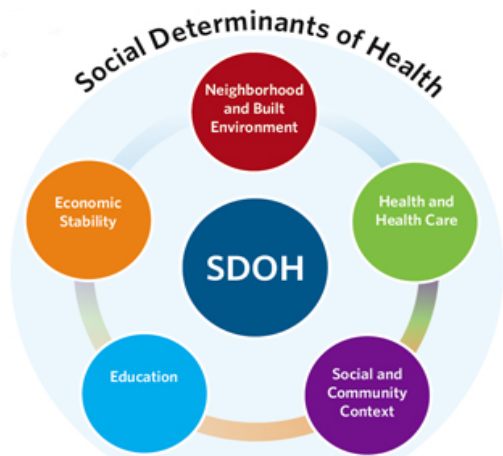 Social Determinants of Health
Neighborhood
and Built
Environment
Economic
Stability
Health and
Health Care
SDOH
Education
Social and
Community
Context